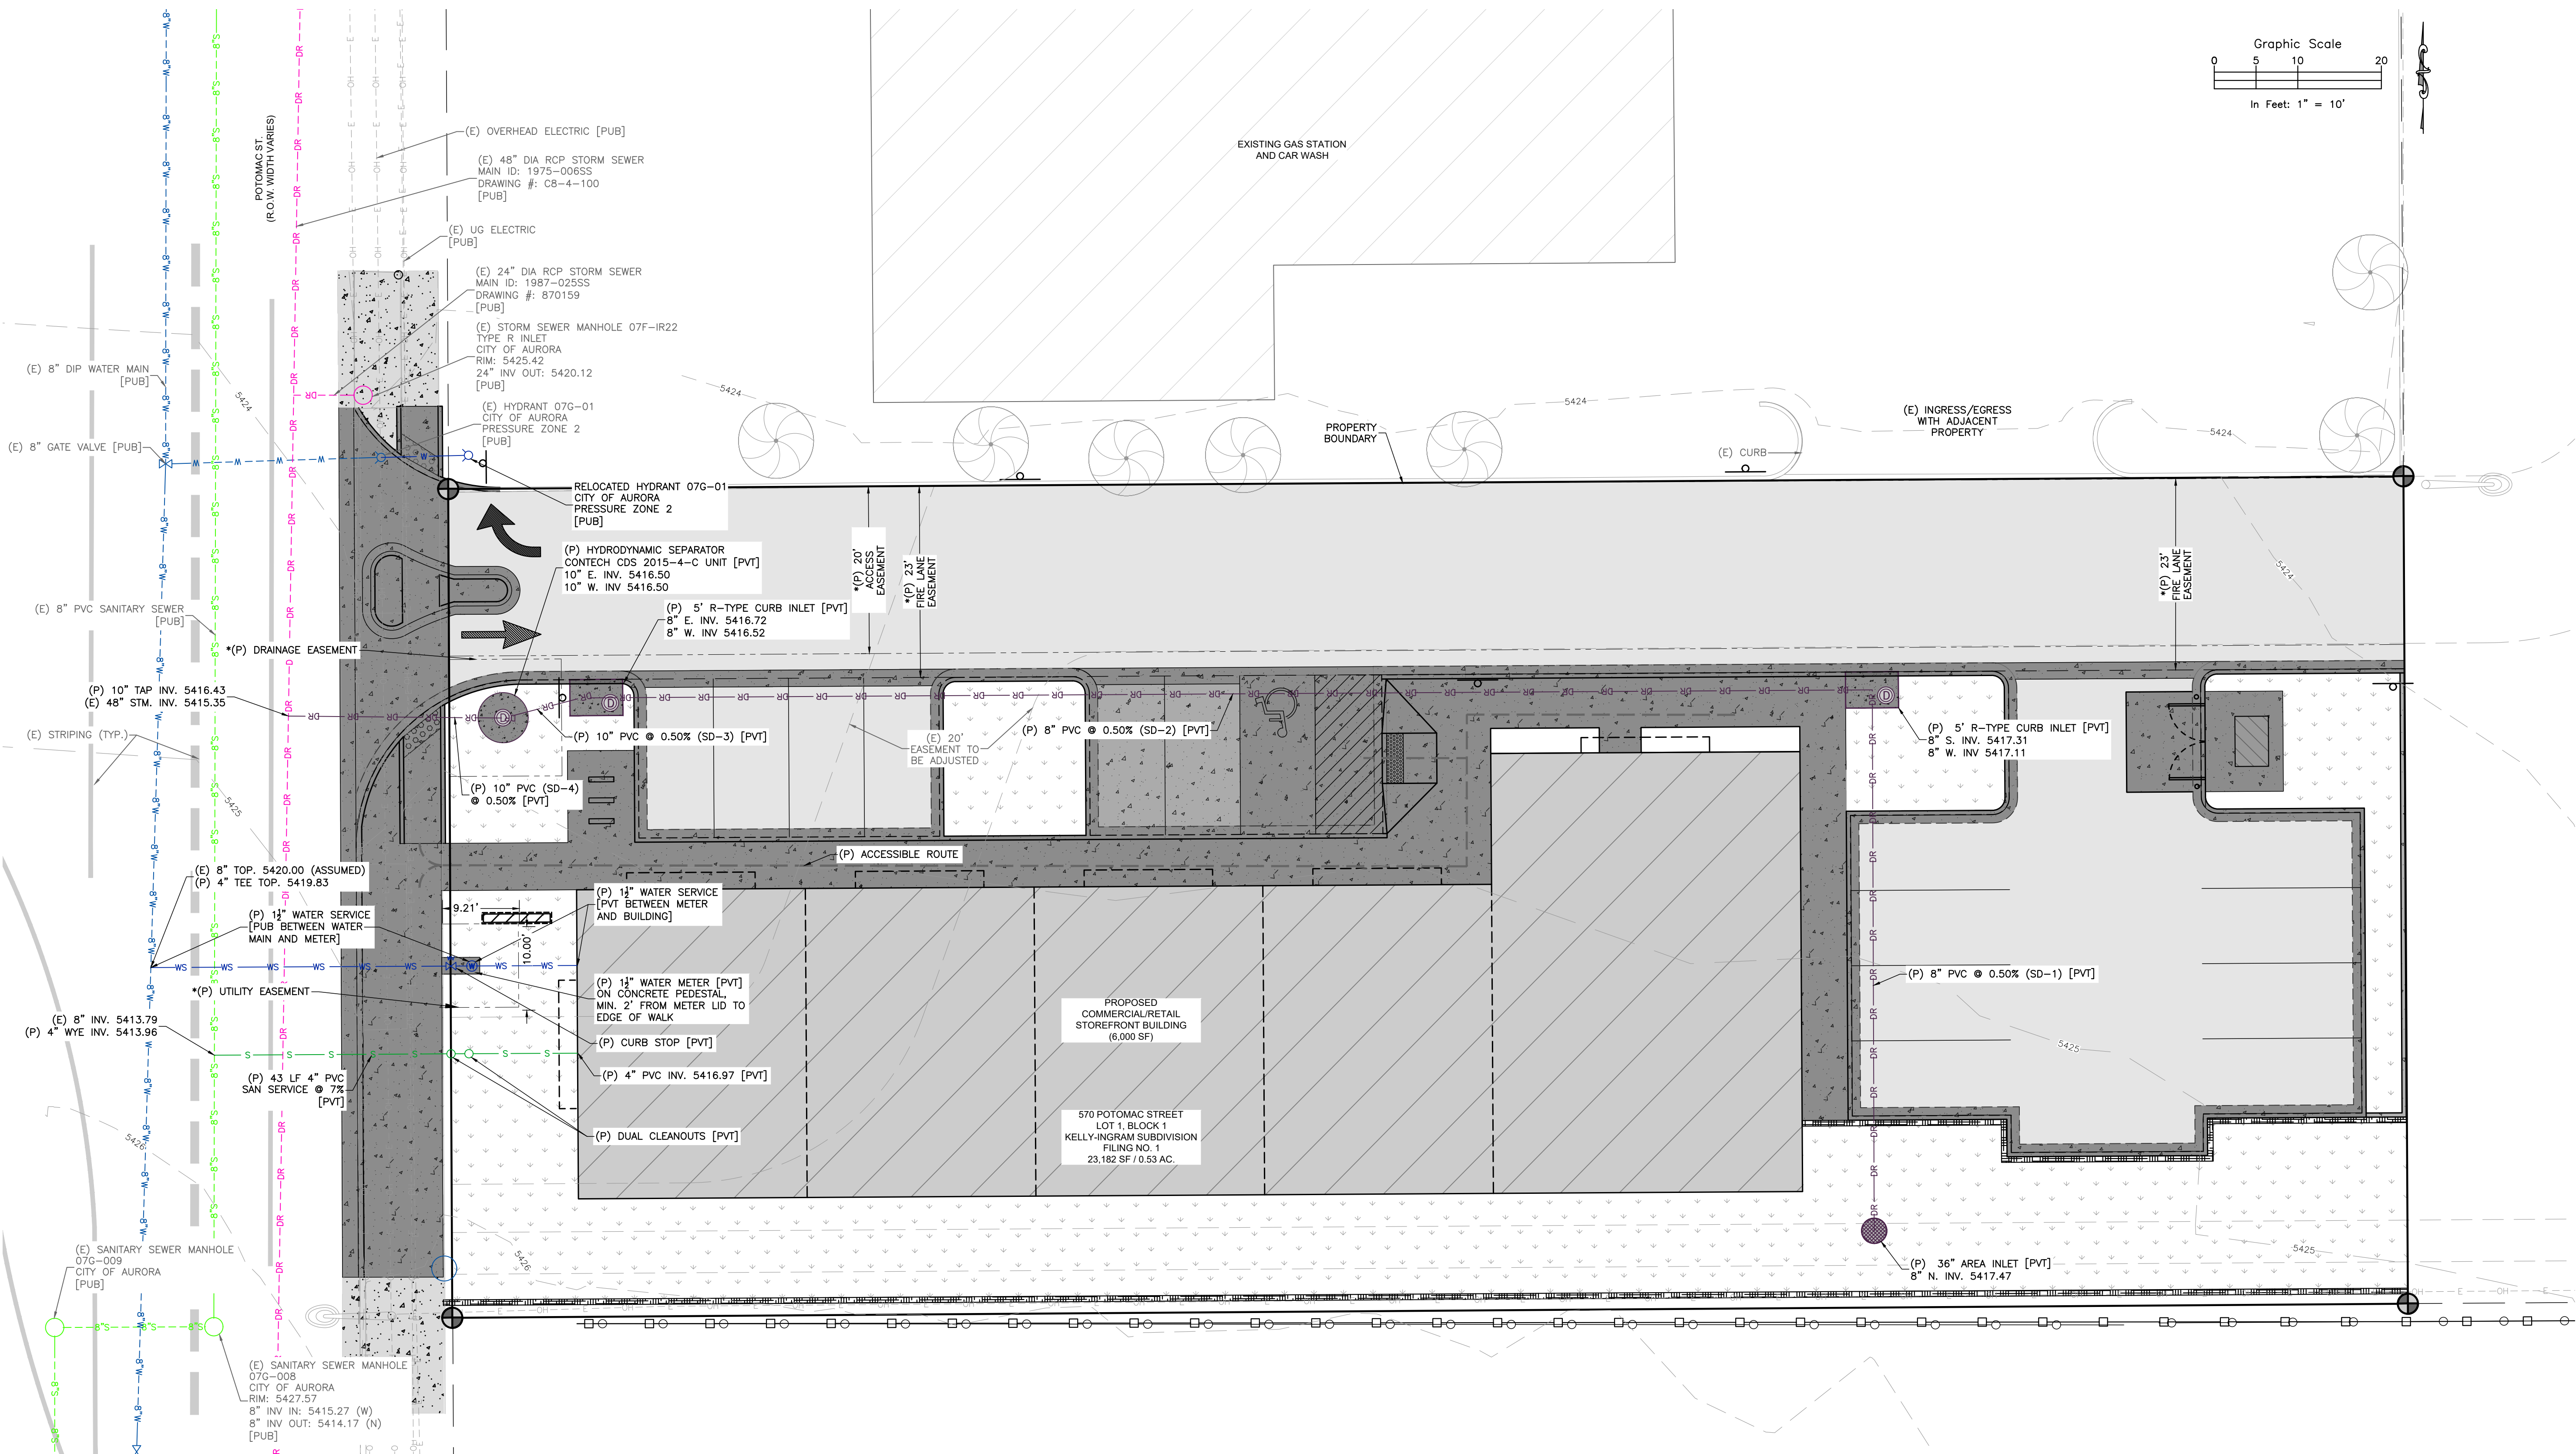 Graphic Scale
0 5 10 20
In Feet: 1" = 10'
POTOMAC ST.
(R.O.W. WIDTH VARIES)
(E) OVERHEAD ELECTRIC [PUB]
(E) 48" DIA RCP STORM SEWER
MAIN ID: 1975-006SS
DRAWING #: C8-4-100
[PUB]
(E) UG ELECTRIC
[PUB]
(E) 24" DIA RCP STORM SEWER
MAIN ID: 1987-025SS
DRAWING #: 870159
[PUB]
(E) STORM SEWER MANHOLE 07F-IR22
TYPE R INLET
CITY OF AURORA
RIM: 5425.42
24" INV OUT: 5420.12
[PUB]
(E) HYDRANT 07G-01
CITY OF AURORA
PRESSURE ZONE 2
[PUB]
EXISTING GAS STATION
AND CAR WASH
(E) 8" DIP WATER MAIN
[PUB]
5424
(E) 8" GATE VALVE [PUB]
5424
5424
5424
PROPERTY
BOUNDARY
(E) CURB
(E) INGRESS/EGRESS
WITH ADJACENT
PROPERTY
RELOCATED HYDRANT 07G-01
CITY OF AURORA
PRESSURE ZONE 2
[PUB]
(P) HYDRODYNAMIC SEPARATOR
CONTECH CDS 2015-4-C UNIT [PVT]
10" E. INV. 5416.50
10" W. INV 5416.50
*(P) 20'
ACCESS
EASEMENT
*(P) 23'
FIRE LANE
EASEMENT
*(P) 23'
FIRE LANE
EASEMENT
5424
(P) 5' R-TYPE CURB INLET [PVT]
8" E. INV. 5416.72
8" W. INV 5416.52
(E) 8" PVC SANITARY SEWER
[PUB]
*(P) DRAINAGE EASEMENT
(P) 10" TAP INV. 5416.43
(E) 48" STM. INV. 5415.35
(E) STRIPING (TYP.)
(P) 10" PVC @ 0.50% (SD-3) [PVT]
(E) 20'
EASEMENT TO
BE ADJUSTED
(P) 8" PVC @ 0.50% (SD-2) [PVT]
(P) 5' R-TYPE CURB INLET [PVT]
8" S. INV. 5417.31
8" W. INV 5417.11
(P) 10" PVC (SD-4)
@ 0.50% [PVT]
5425
(P) ACCESSIBLE ROUTE
(E) 8" TOP. 5420.00 (ASSUMED)
(P) 4" TEE TOP. 5419.83
9.21'
10.00'
(P) 1½" WATER SERVICE
[PVT BETWEEN METER
AND BUILDING]
(P) 1½" WATER SERVICE
[PUB BETWEEN WATER
MAIN AND METER]
(P) 1½" WATER METER [PVT]
ON CONCRETE PEDESTAL,
MIN. 2' FROM METER LID TO
EDGE OF WALK
*(P) UTILITY EASEMENT
(E) 8" INV. 5413.79
(P) 4" WYE INV. 5413.96
(P) CURB STOP [PVT]
(P) 4" PVC INV. 5416.97 [PVT]
(P) 43 LF 4" PVC
SAN SERVICE @ 7%
[PVT]
(P) DUAL CLEANOUTS [PVT]
PROPOSED
COMMERCIAL/RETAIL
STOREFRONT BUILDING
(6,000 SF)
(P) 8" PVC @ 0.50% (SD-1) [PVT]
5425
570 POTOMAC STREET
LOT 1, BLOCK 1
KELLY-INGRAM SUBDIVISION
FILING NO. 1
23,182 SF / 0.53 AC.
5426
5426
5425
(P) 36" AREA INLET [PVT]
8" N. INV. 5417.47
(E) SANITARY SEWER MANHOLE
07G-009
CITY OF AURORA
[PUB]
(E) SANITARY SEWER MANHOLE
07G-008
CITY OF AURORA
RIM: 5427.57
8" INV IN: 5415.27 (W)
8" INV OUT: 5414.17 (N)
[PUB]